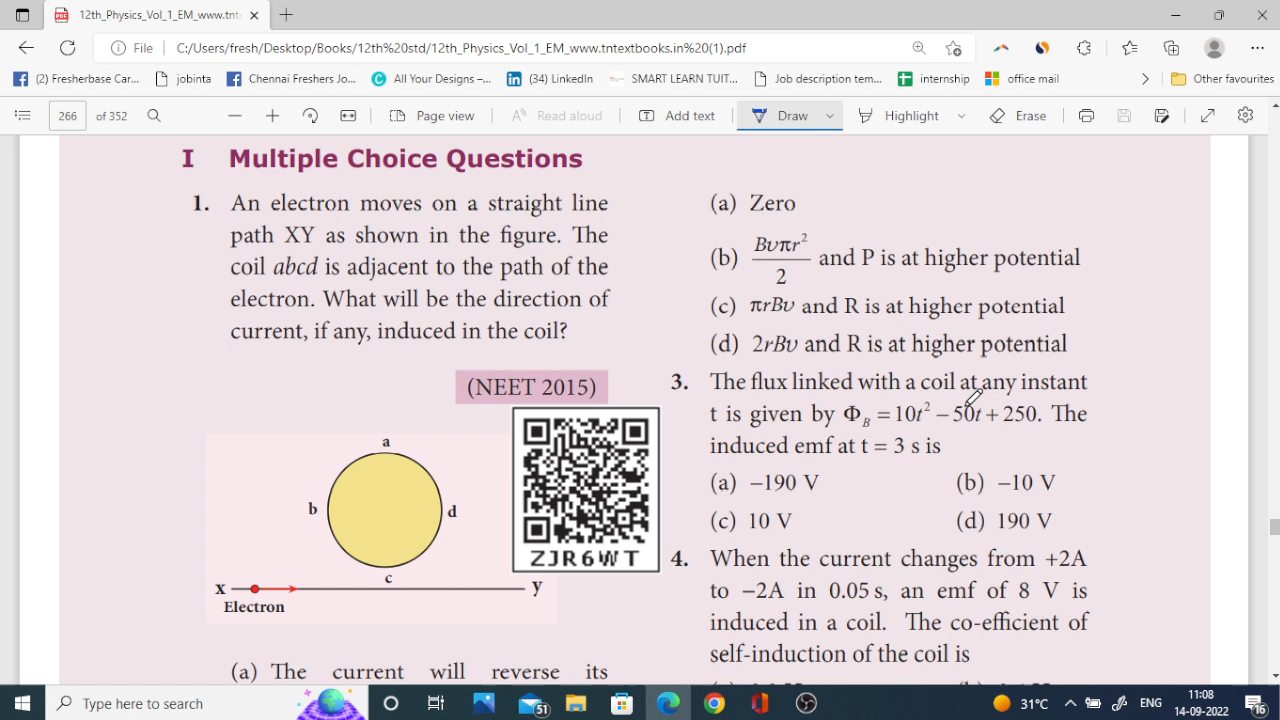 12th_Physics_Vol_1_EM_www.tnte
File
C:/Users/fresh/Desktop/Books/12th%20std/12th_Physics_Vol_1_EM_www.tntextbooks.in%20(1).pdf
(2) Fresherbase Car...
jobinta
Chennai Freshers Jo...
All Your Designs –...
(34) LinkedIn
SMART LEARN TUIT...
Job description tem...
internship
office mail
Other favourites
266
of 352
Page view
Read aloud
Add text
Draw
Highlight
Erase
I Multiple Choice Questions
1. An electron moves on a straight line
path XY as shown in the figure. The
coil abcd is adjacent to the path of the
electron. What will be the direction of
current, if any, induced in the coil?
(NEET 2015)
a
b
d
c
x
y
Electron
ZJR6WT
(a) The current will reverse its
(a) Zero
(b) Bυπr²/2 and P is at higher potential
(c) πrBυ and R is at higher potential
(d) 2rBυ and R is at higher potential
3. The flux linked with a coil at any instant
t is given by Φ_B = 10t² − 50t + 250. The
induced emf at t = 3 s is
(a) −190 V (b) −10 V
(c) 10 V (d) 190 V
4. When the current changes from +2A
to −2A in 0.05 s, an emf of 8 V is
induced in a coil. The co-efficient of
self-induction of the coil is
Type here to search
51
31°C
ENG
11:08
14-09-2022
16